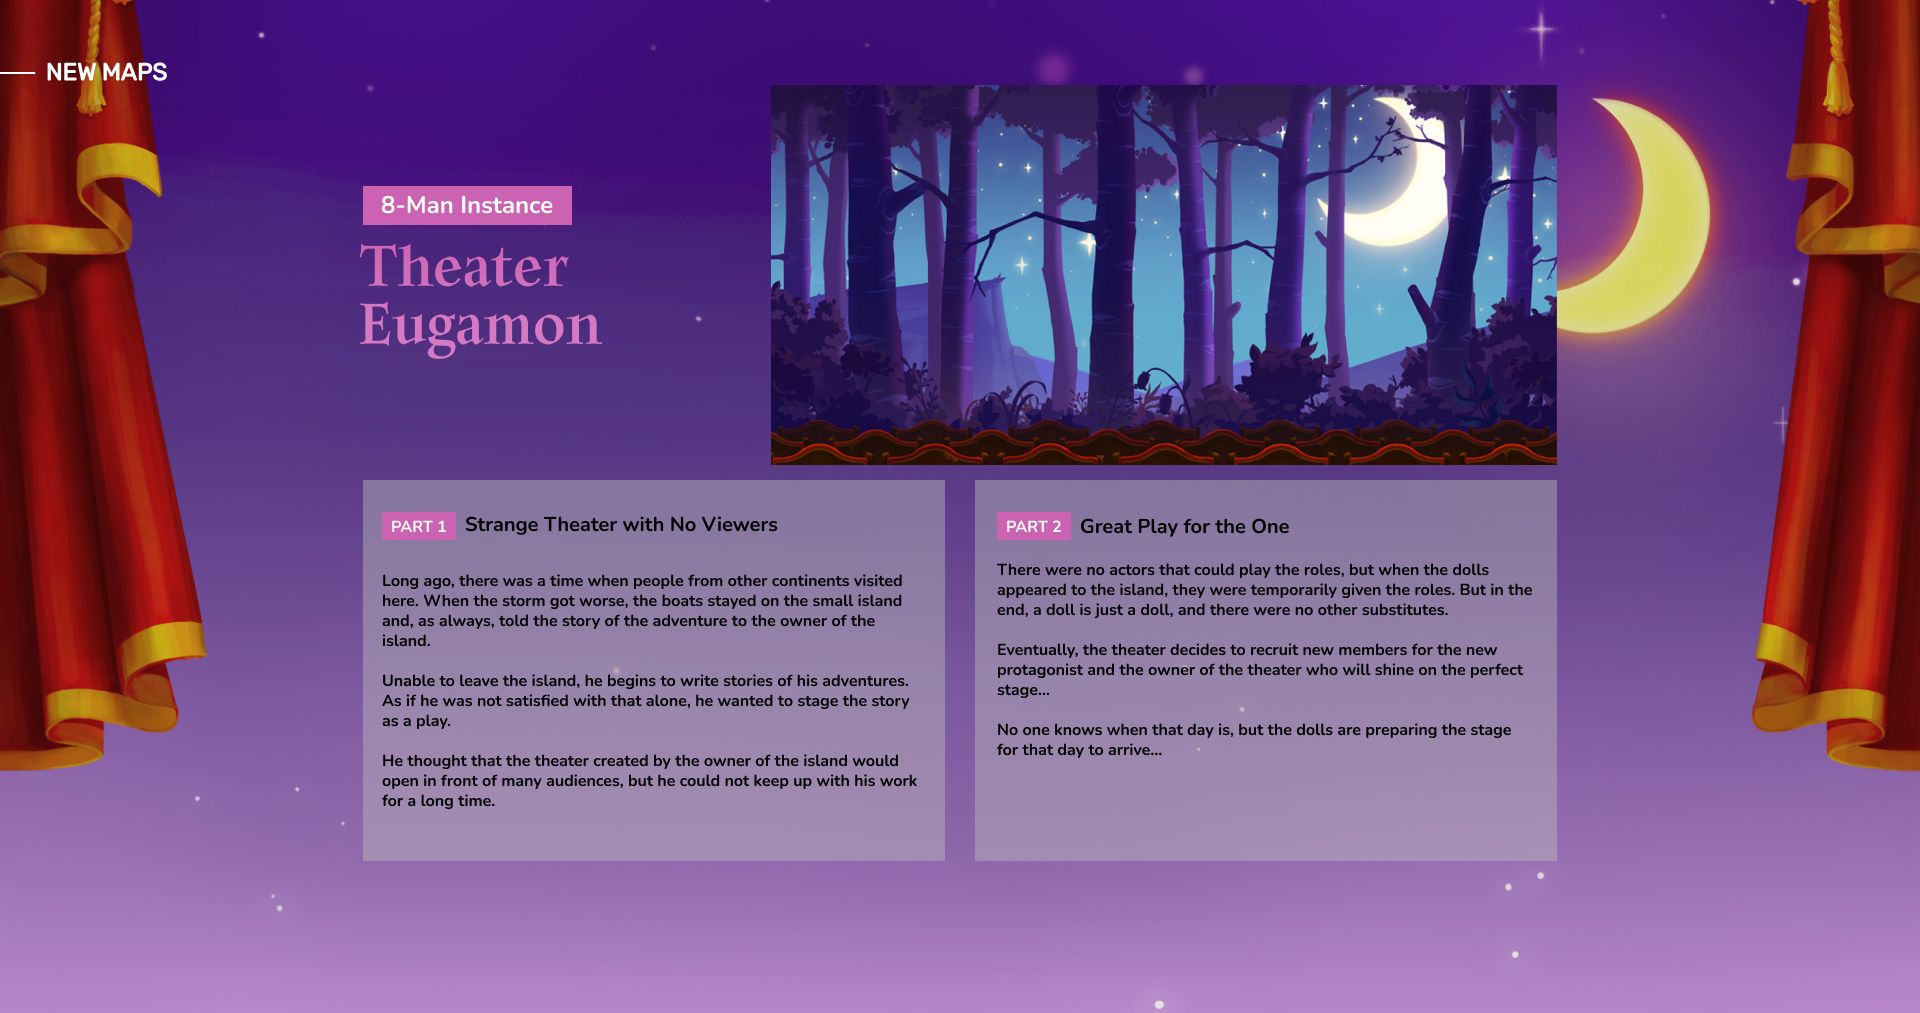 NEW MAPS
8-Man Instance
Theater
Eugamon
PART 1 Strange Theater with No Viewers
Long ago, there was a time when people from other continents visited
here. When the storm got worse, the boats stayed on the small island
and, as always, told the story of the adventure to the owner of the
island.
Unable to leave the island, he begins to write stories of his adventures.
As if he was not satisfied with that alone, he wanted to stage the story
as a play.
He thought that the theater created by the owner of the island would
open in front of many audiences, but he could not keep up with his work
for a long time.
PART 2 Great Play for the One
There were no actors that could play the roles, but when the dolls
appeared to the island, they were temporarily given the roles. But in the
end, a doll is just a doll, and there were no other substitutes.
Eventually, the theater decides to recruit new members for the new
protagonist and the owner of the theater who will shine on the perfect
stage...
No one knows when that day is, but the dolls are preparing the stage
for that day to arrive...